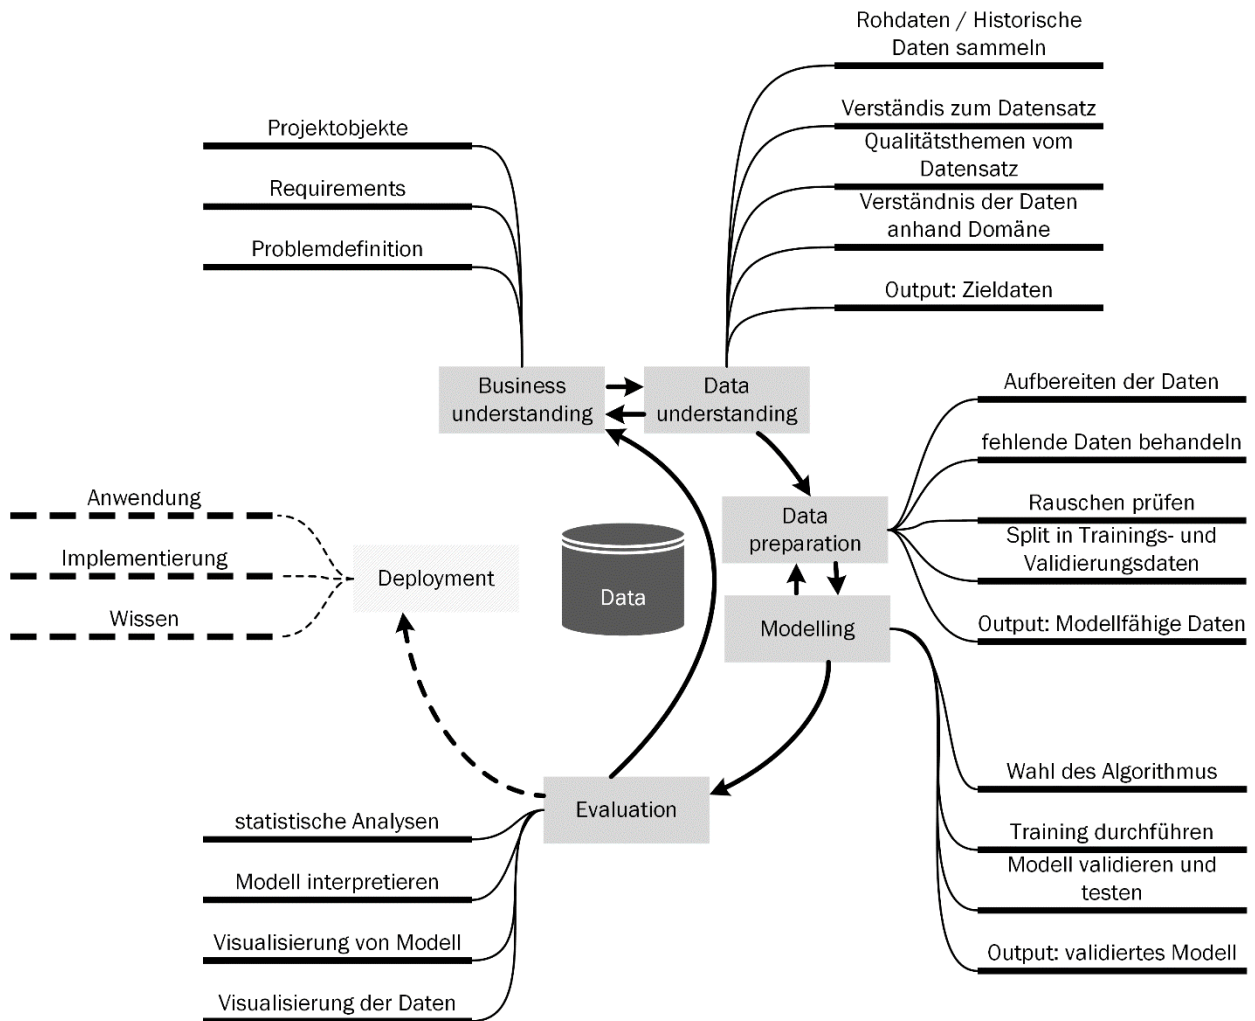 Rohdaten / Historische
Daten sammeln
Verständis zum Datensatz
Qualitätsthemen vom
Datensatz
Verständnis der Daten
anhand Domäne
Output: Zieldaten
Projektobjekte
Requirements
Problemdefinition
Business
understanding
Data
understanding
Aufbereiten der Daten
fehlende Daten behandeln
Rauschen prüfen
Split in Trainings- und
Validierungsdaten
Output: Modellfähige Daten
Data
preparation
Anwendung
Implementierung
Wissen
Deployment
Data
Modelling
Wahl des Algorithmus
Training durchführen
Modell validieren und
testen
Output: validiertes Modell
Evaluation
statistische Analysen
Modell interpretieren
Visualisierung von Modell
Visualisierung der Daten